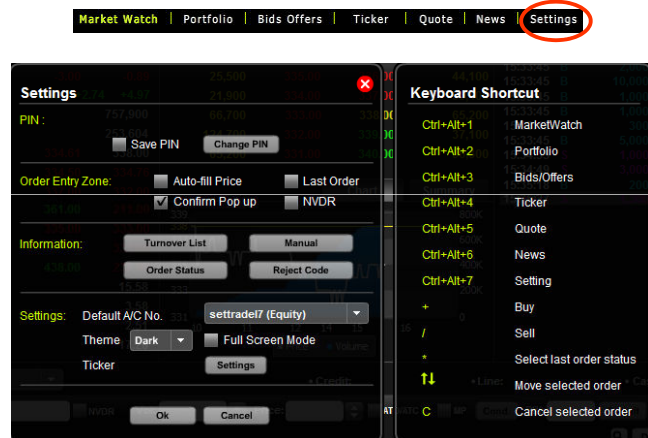 Market Watch | Portfolio | Bids Offers | Ticker | Quote | News | Settings
Settings
PIN :
Save PIN Change PIN
Order Entry Zone: Auto-fill Price Last Order
Confirm Pop up NVDR
Information: Turnover List Manual
Order Status Reject Code
Settings: Default A/C No. settradel7 (Equity)
Theme Dark Full Screen Mode
Ticker Settings
Ok Cancel
Keyboard Shortcut
Ctrl+Alt+1 MarketWatch
Ctrl+Alt+2 Portfolio
Ctrl+Alt+3 Bids/Offers
Ctrl+Alt+4 Ticker
Ctrl+Alt+5 Quote
Ctrl+Alt+6 News
Ctrl+Alt+7 Setting
+ Buy
/ Sell
* Select last order status
↑↓ Move selected order
C Cancel selected order